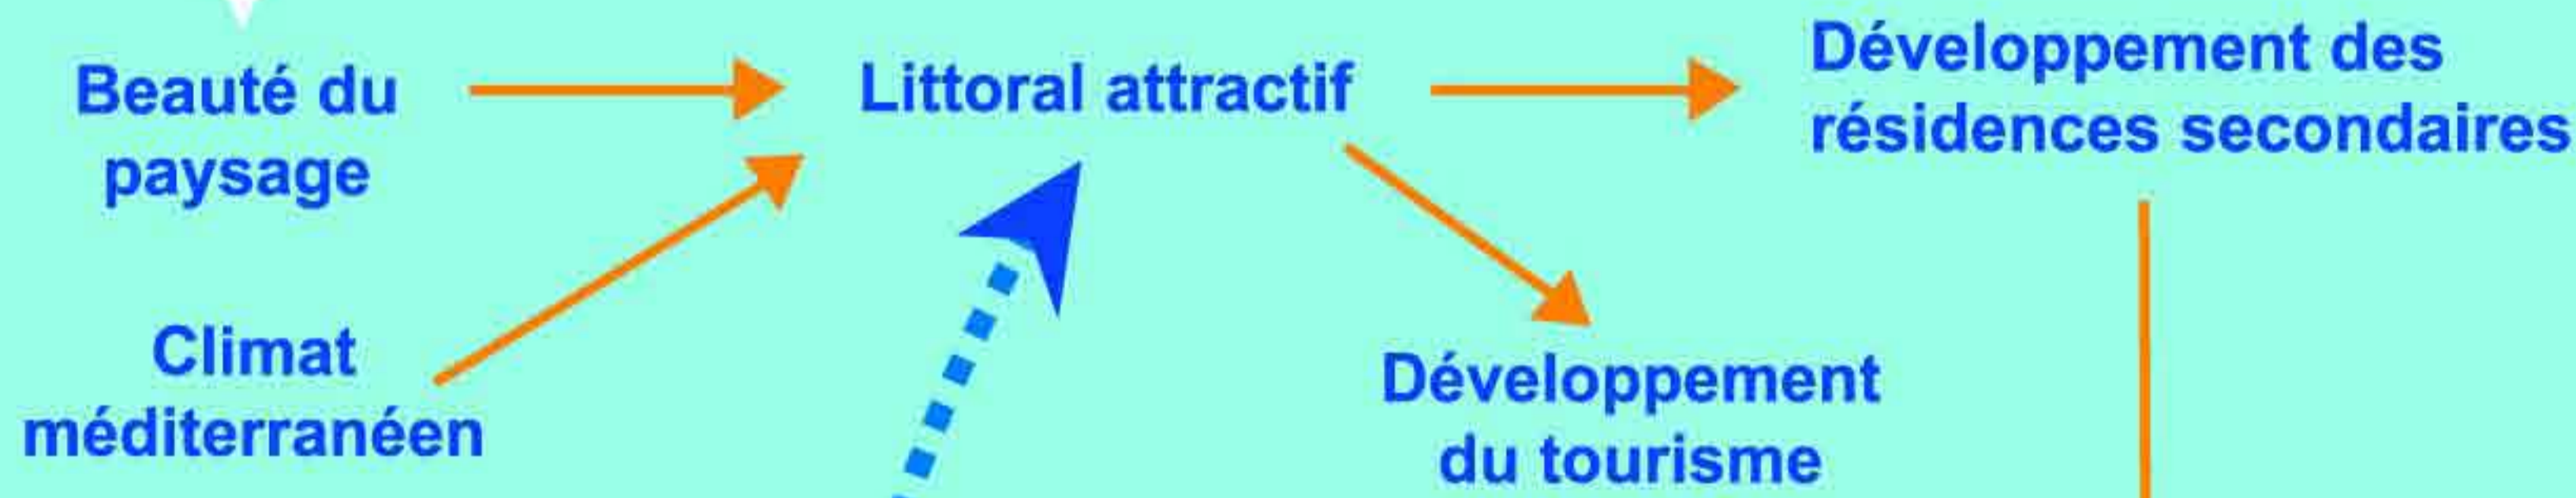 Beauté du
paysage
Littoral attractif
Développement des
résidences secondaires
Climat
méditerranéen
Développement
du tourisme